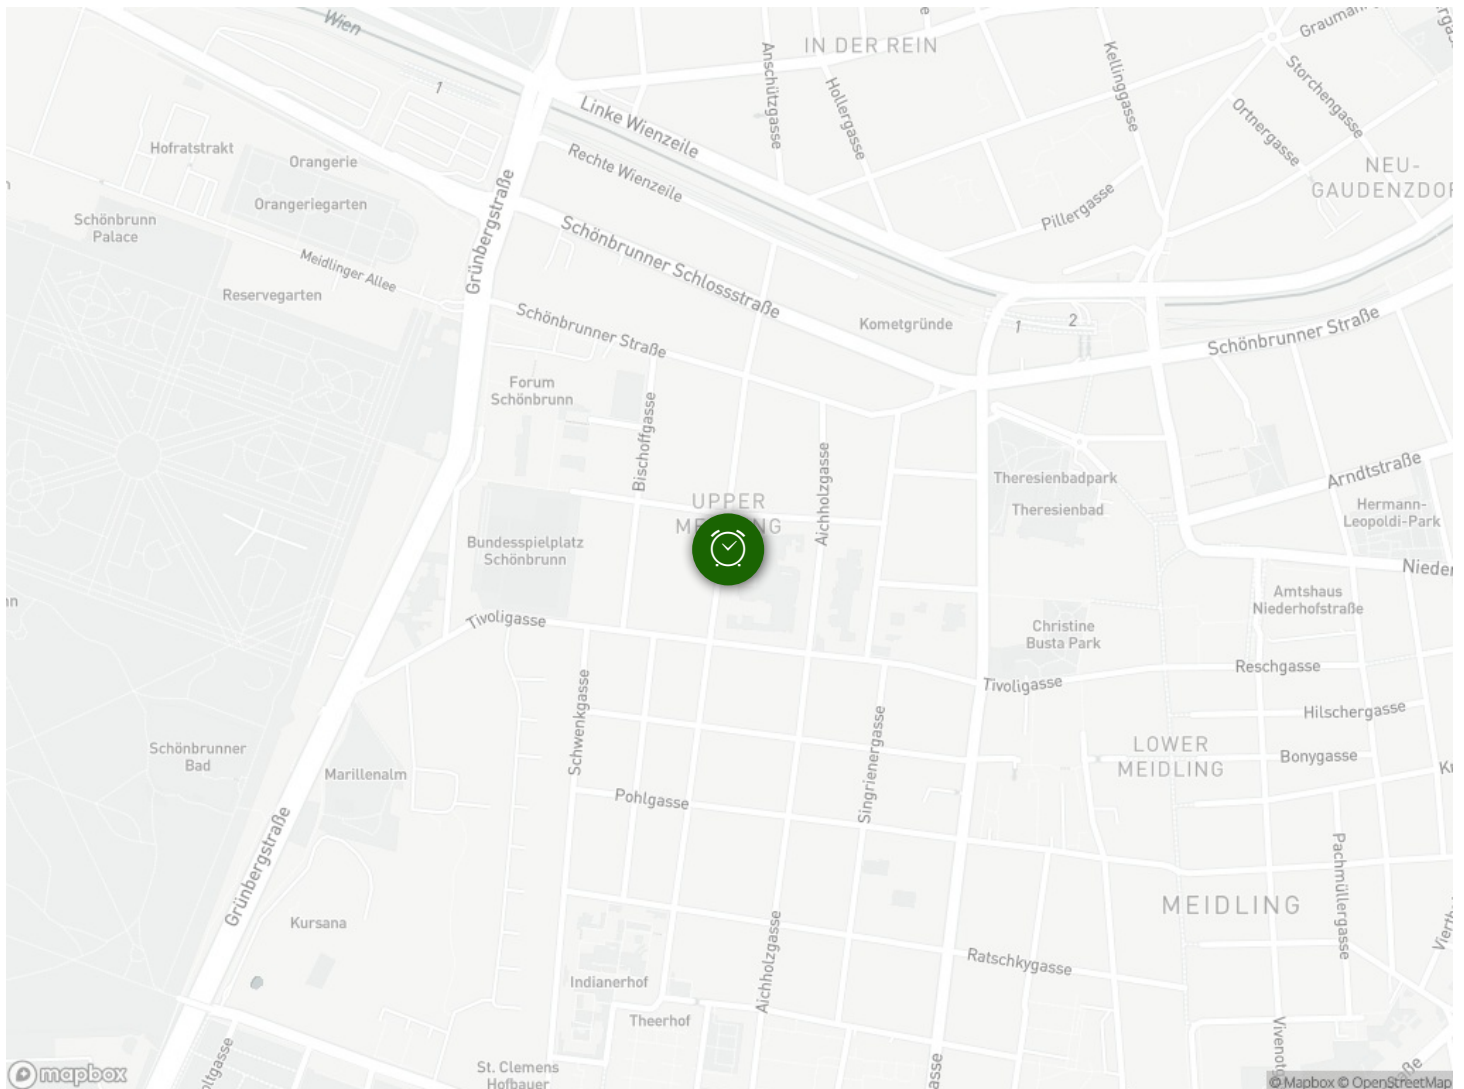 Wien
IN DER REIN
Anschützgasse
Hollergasse
Kellinggasse
Storchengasse
Ortnergasse
1
Linke Wienzeile
Rechte Wienzeile
Hofratstrakt
Orangerie
Orangeriegarten
NEU-
Pillergasse
Schönbrunn
Palace
Grünbergstraße
Meidlinger Allee
Reservegarten
Schönbrunner Schlossstraße
Schönbrunner Straße
Kometgründe
1
2
Schönbrunner Straße
Forum
Schönbrunn
Bischoffgasse
Aichholzgasse
UPPER
Theresienbadpark
Theresienbad
Arndtstraße
Hermann-
Leopoldi-Park
Bundesspielplatz
Schönbrunn
Amtshaus
Niederhofstraße
Tivoligasse
Christine
Busta Park
Reschgasse
Tivoligasse
Schwenkgasse
Singrienergasse
Hilschergasse
Schönbrunner
Bad
Marillenalm
LOWER
MEIDLING
Bonygasse
Pohlgasse
Pachmüllergasse
Grünbergstraße
MEIDLING
Kursana
Aichholzgasse
Ratschkygasse
Indianerhof
Theerhof
St. Clemens
Hofbauer
mapbox
© Mapbox © OpenStreetMap